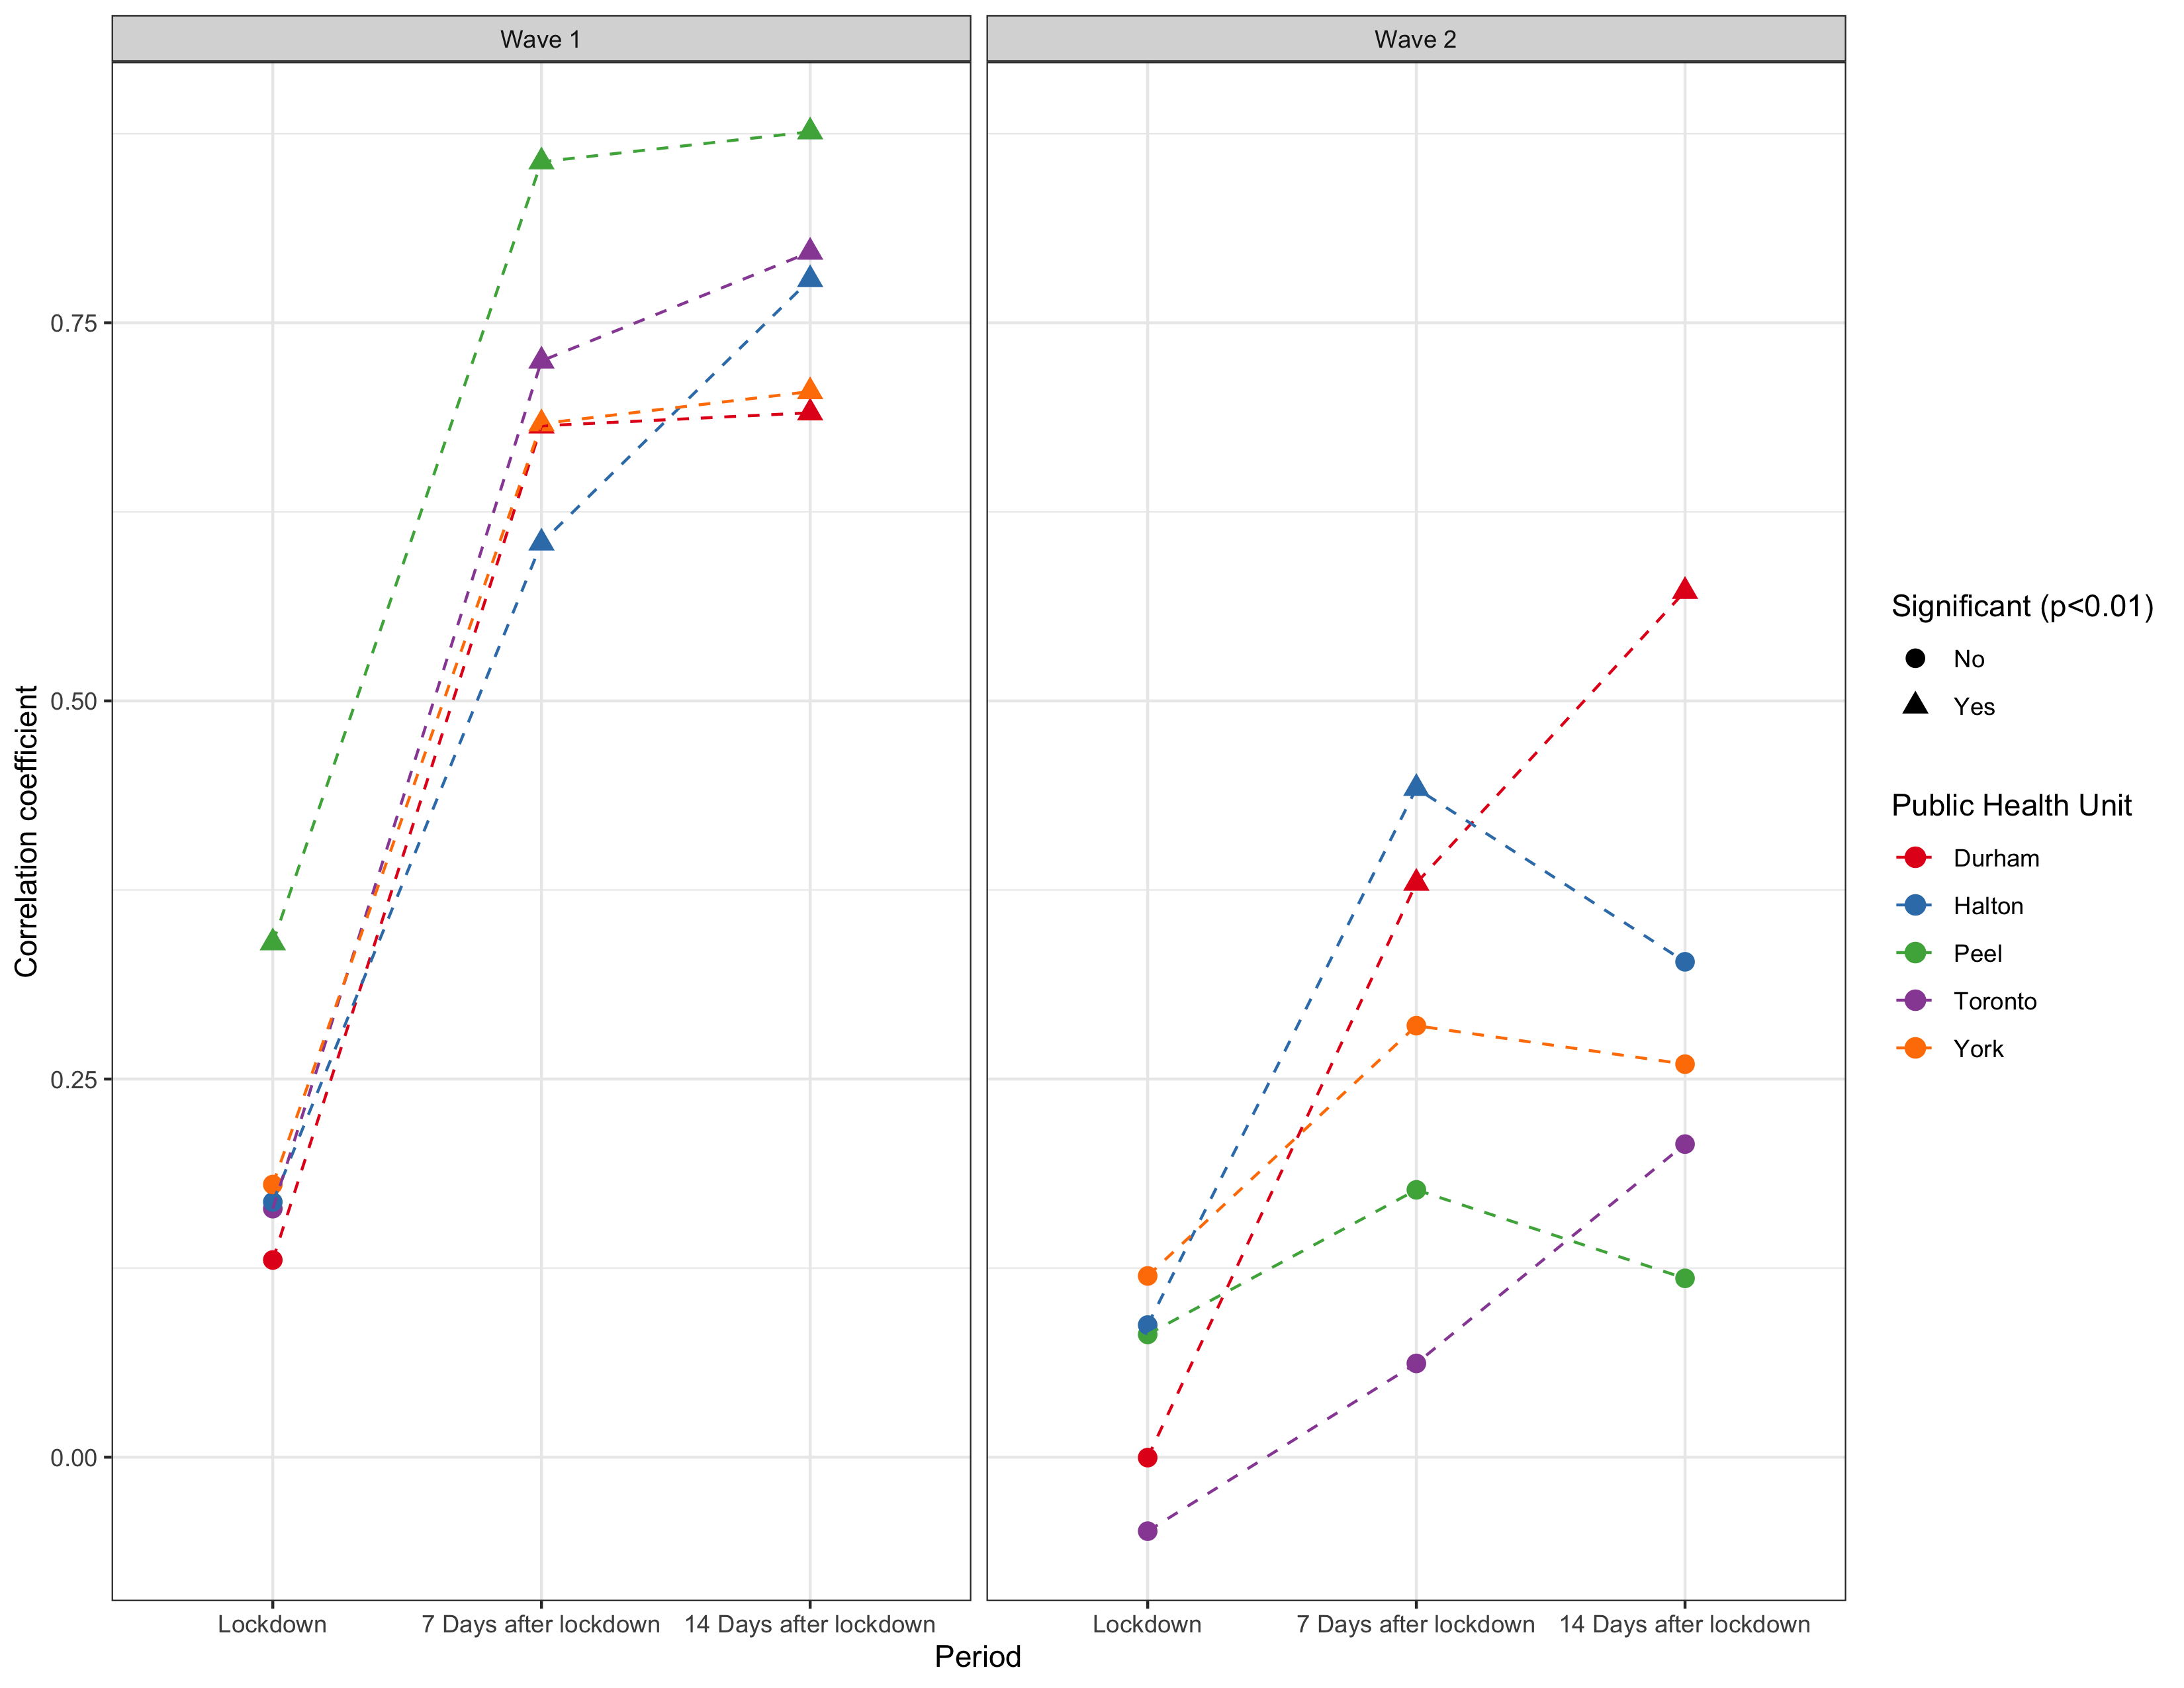 Wave 1
Wave 2
Correlation coefficient
0.75
0.50
0.25
0.00
Lockdown
7 Days after lockdown
14 Days after lockdown
Lockdown
7 Days after lockdown
14 Days after lockdown
Period
Significant (p<0.01)
No
Yes
Public Health Unit
Durham
Halton
Peel
Toronto
York